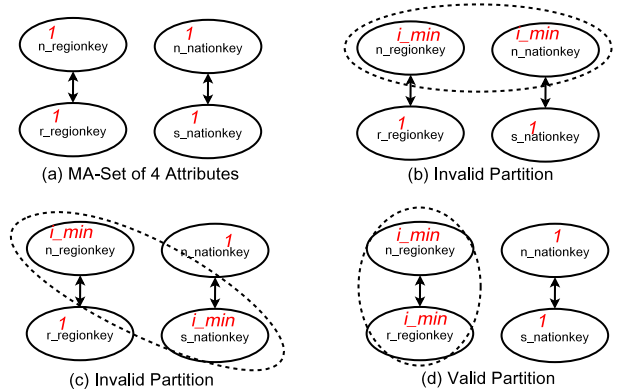 1 1
n_regionkey n_nationkey
1 1
r_regionkey s_nationkey
(a) MA-Set of 4 Attributes
i_min i_min
n_regionkey n_nationkey
1 1
r_regionkey s_nationkey
(b) Invalid Partition
i_min 1
n_regionkey n_nationkey
1 i_min
r_regionkey s_nationkey
(c) Invalid Partition
i_min 1
n_regionkey n_nationkey
i_min 1
r_regionkey s_nationkey
(d) Valid Partition